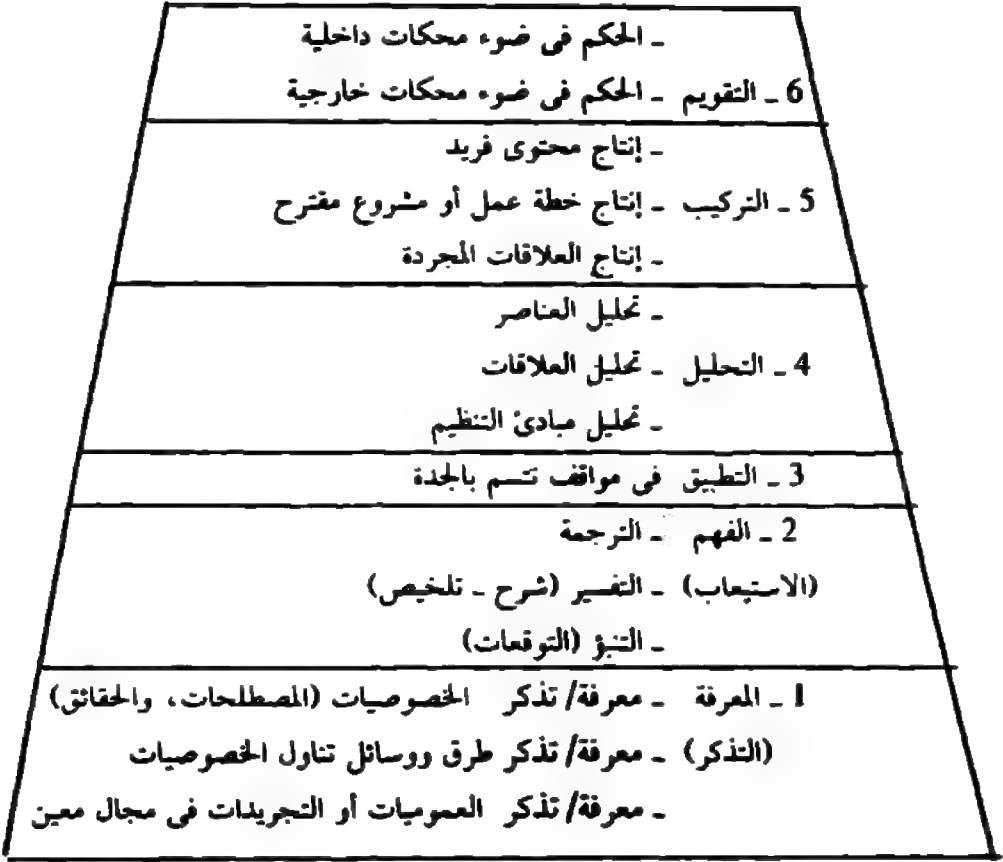 ـ الحكم فى ضوء محكات داخلية
6 ـ التقويم ـ الحكم فى ضوء محكات خارجية
ـ إنتاج محتوى فريد
5 ـ التركيب ـ إنتاج خطة عمل أو مشروع مقترح
ـ إنتاج العلاقات المجردة
ـ تحليل العناصر
4 ـ التحليل ـ تحليل العلاقات
ـ تحليل مبادئ التنظيم
3 ـ التطبيق فى مواقف تتسم بالجدة
2 ـ الفهم ـ الترجمة
(الاستيعاب) ـ التفسير (شرح ـ تلخيص)
ـ التنبؤ (التوقعات)
1 ـ المعرفة ـ معرفة/ تذكر الخصوصيات (المصطلحات، والحقائق)
(التذكر) ـ معرفة/ تذكر طرق ووسائل تناول الخصوصيات
ـ معرفة/ تذكر العموميات أو التجريدات فى مجال معين